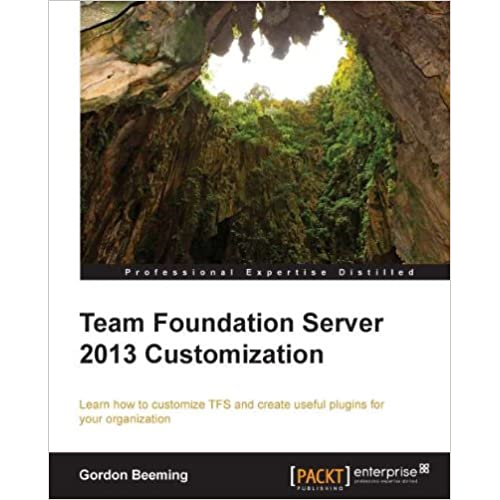 Professional Expertise Distilled
Team Foundation Server
2013 Customization
Learn how to customize TFS and create useful plugins for
your organization
Gordon Beeming
[PACKT] enterprise
PUBLISHING
professional expertise distilled